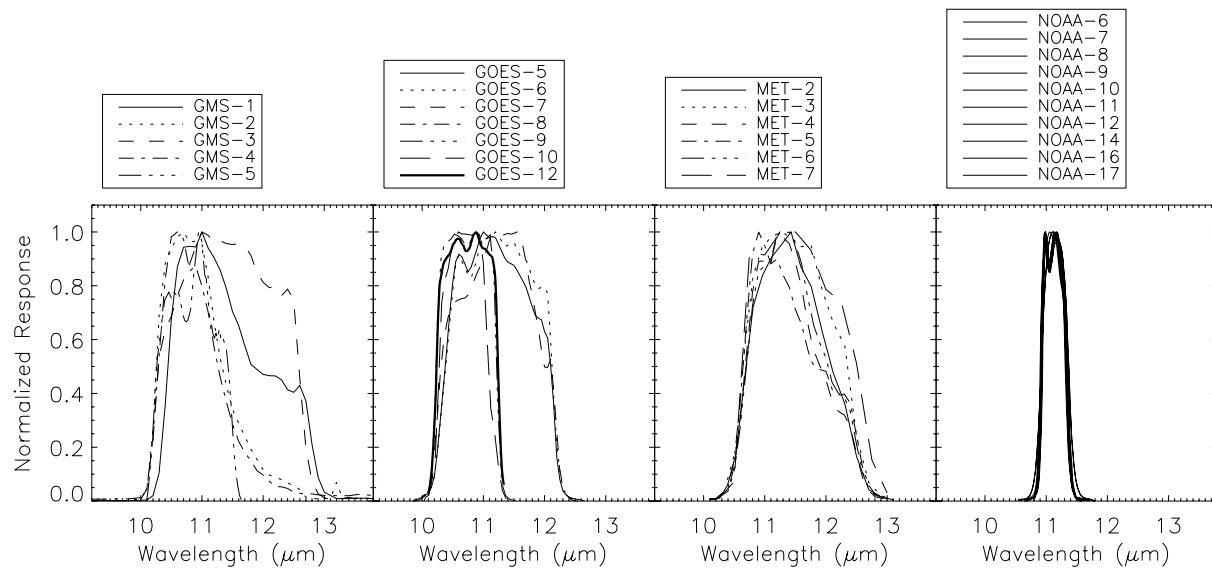 GMS-1
GMS-2
GMS-3
GMS-4
GMS-5
GOES-5
GOES-6
GOES-7
GOES-8
GOES-9
GOES-10
GOES-12
MET-2
MET-3
MET-4
MET-5
MET-6
MET-7
NOAA-6
NOAA-7
NOAA-8
NOAA-9
NOAA-10
NOAA-11
NOAA-12
NOAA-14
NOAA-16
NOAA-17
Normalized Response
1.0
0.8
0.6
0.4
0.2
0.0
10 11 12 13
10 11 12 13
10 11 12 13
10 11 12 13
Wavelength (μm)
Wavelength (μm)
Wavelength (μm)
Wavelength (μm)